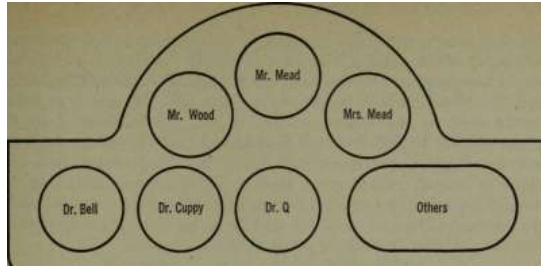 Mr. Mead
Mr. Wood
Mrs. Mead
Dr. Bell
Dr. Cuppy
Dr. Q
Others